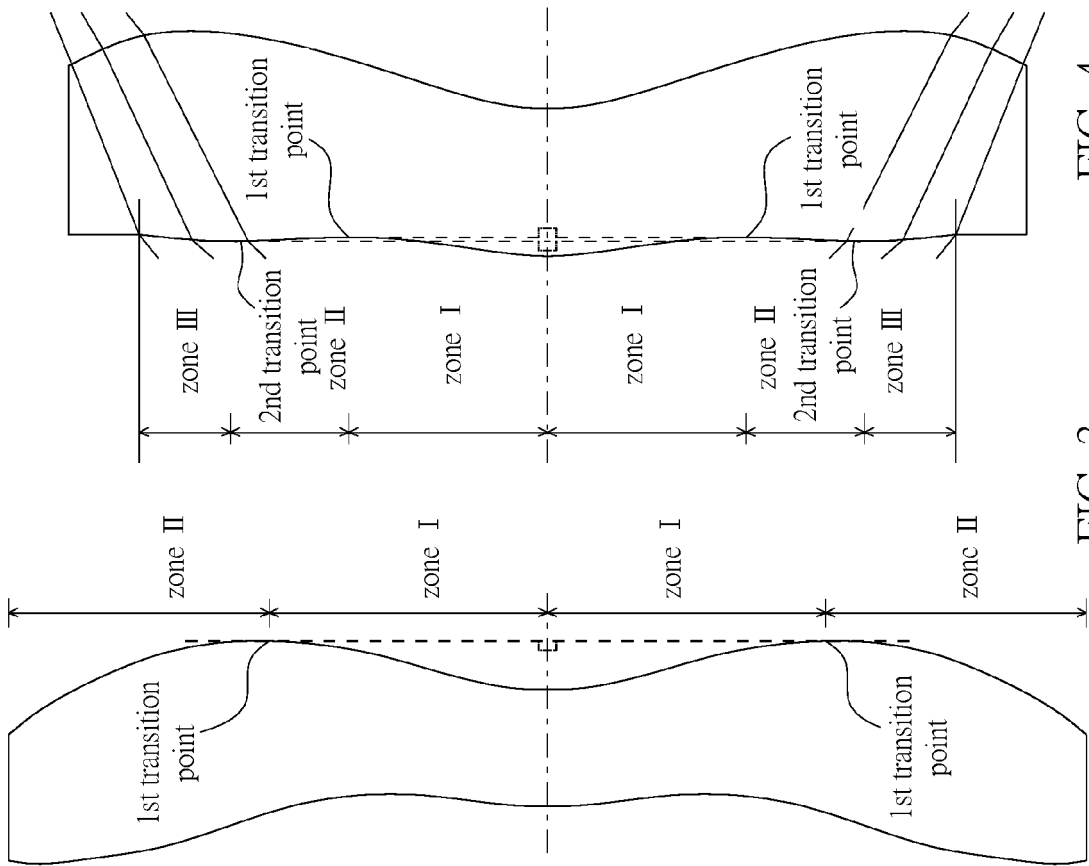 1st transition
point
1st transition
point
zone II
zone I
zone I
zone II
FIG
zone III
zone II
zone I
zone I
zone II
zone III
2nd transition
point
2nd transition
point
1st transition
point
1st transition
point
FIG 4